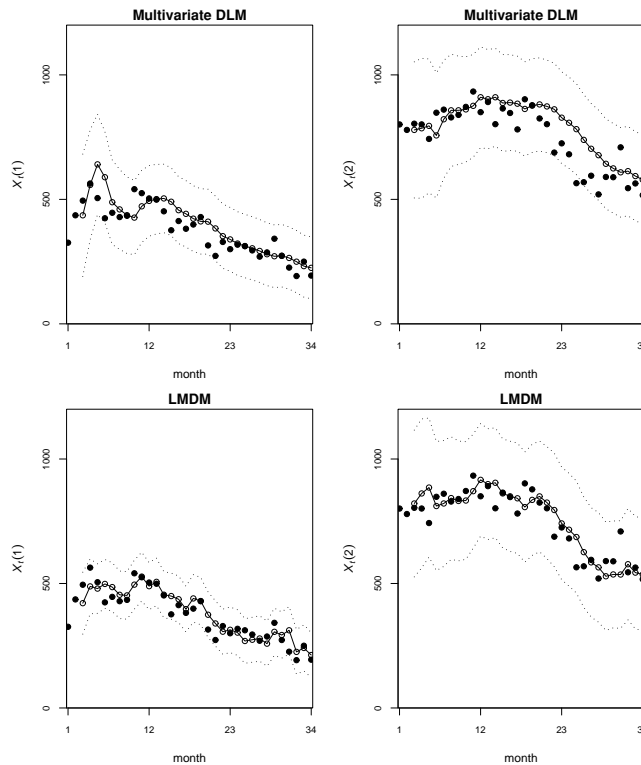 Multivariate DLM
X_t(1)
1000
500
0
1 12 23 34
month
Multivariate DLM
X_t(2)
1000
500
0
1 12 23 3
month
LMDM
X_t(1)
1000
500
0
1 12 23 34
month
LMDM
X_t(2)
1000
500
0
1 12 23 3
month